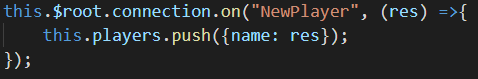 this.$root.connection.on("NewPlayer", (res) =>{
    this.players.push({name: res});
});